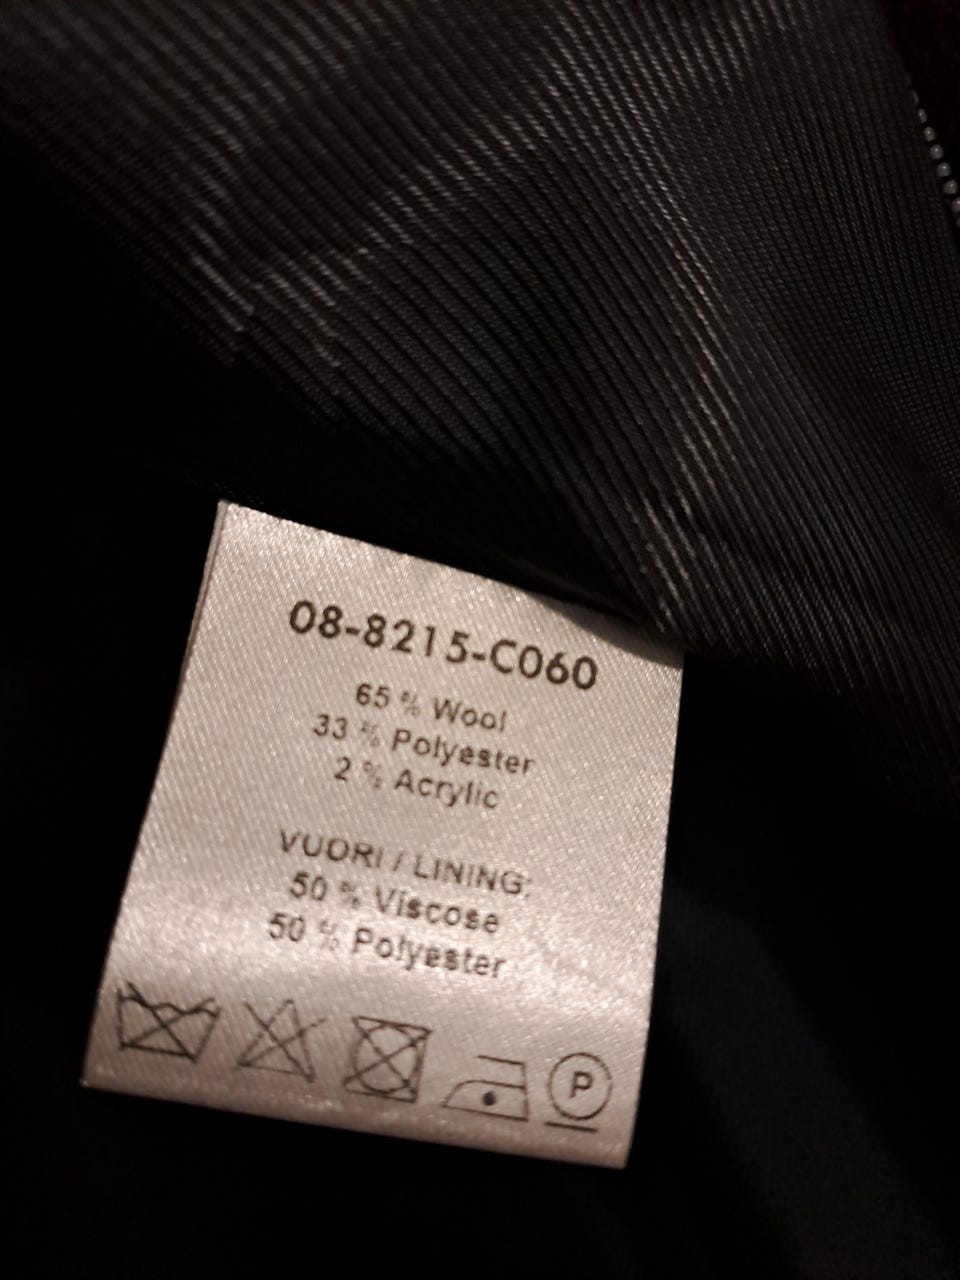 08-8215-C060
65 % Wool
33 % Polyester
2 % Acrylic
VUORI / LINING:
50 % Viscose
50 % Polyester
P